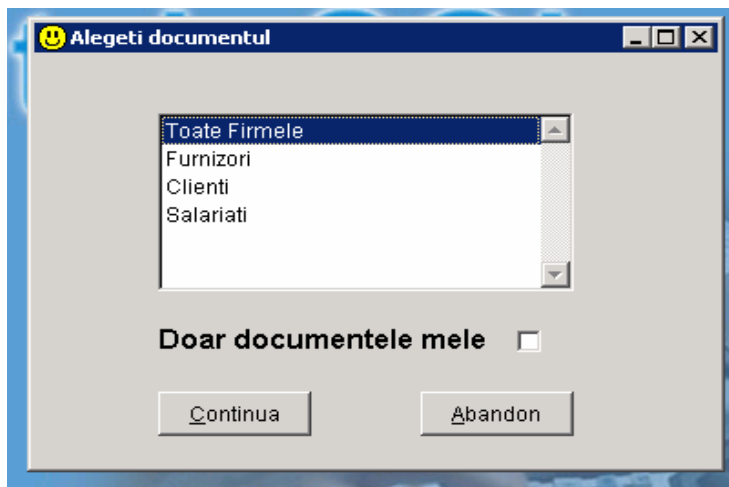 Alegeti documentul
Toate Firmele
Furnizori
Clienti
Salariati
Doar documentele mele
Continua
Abandon